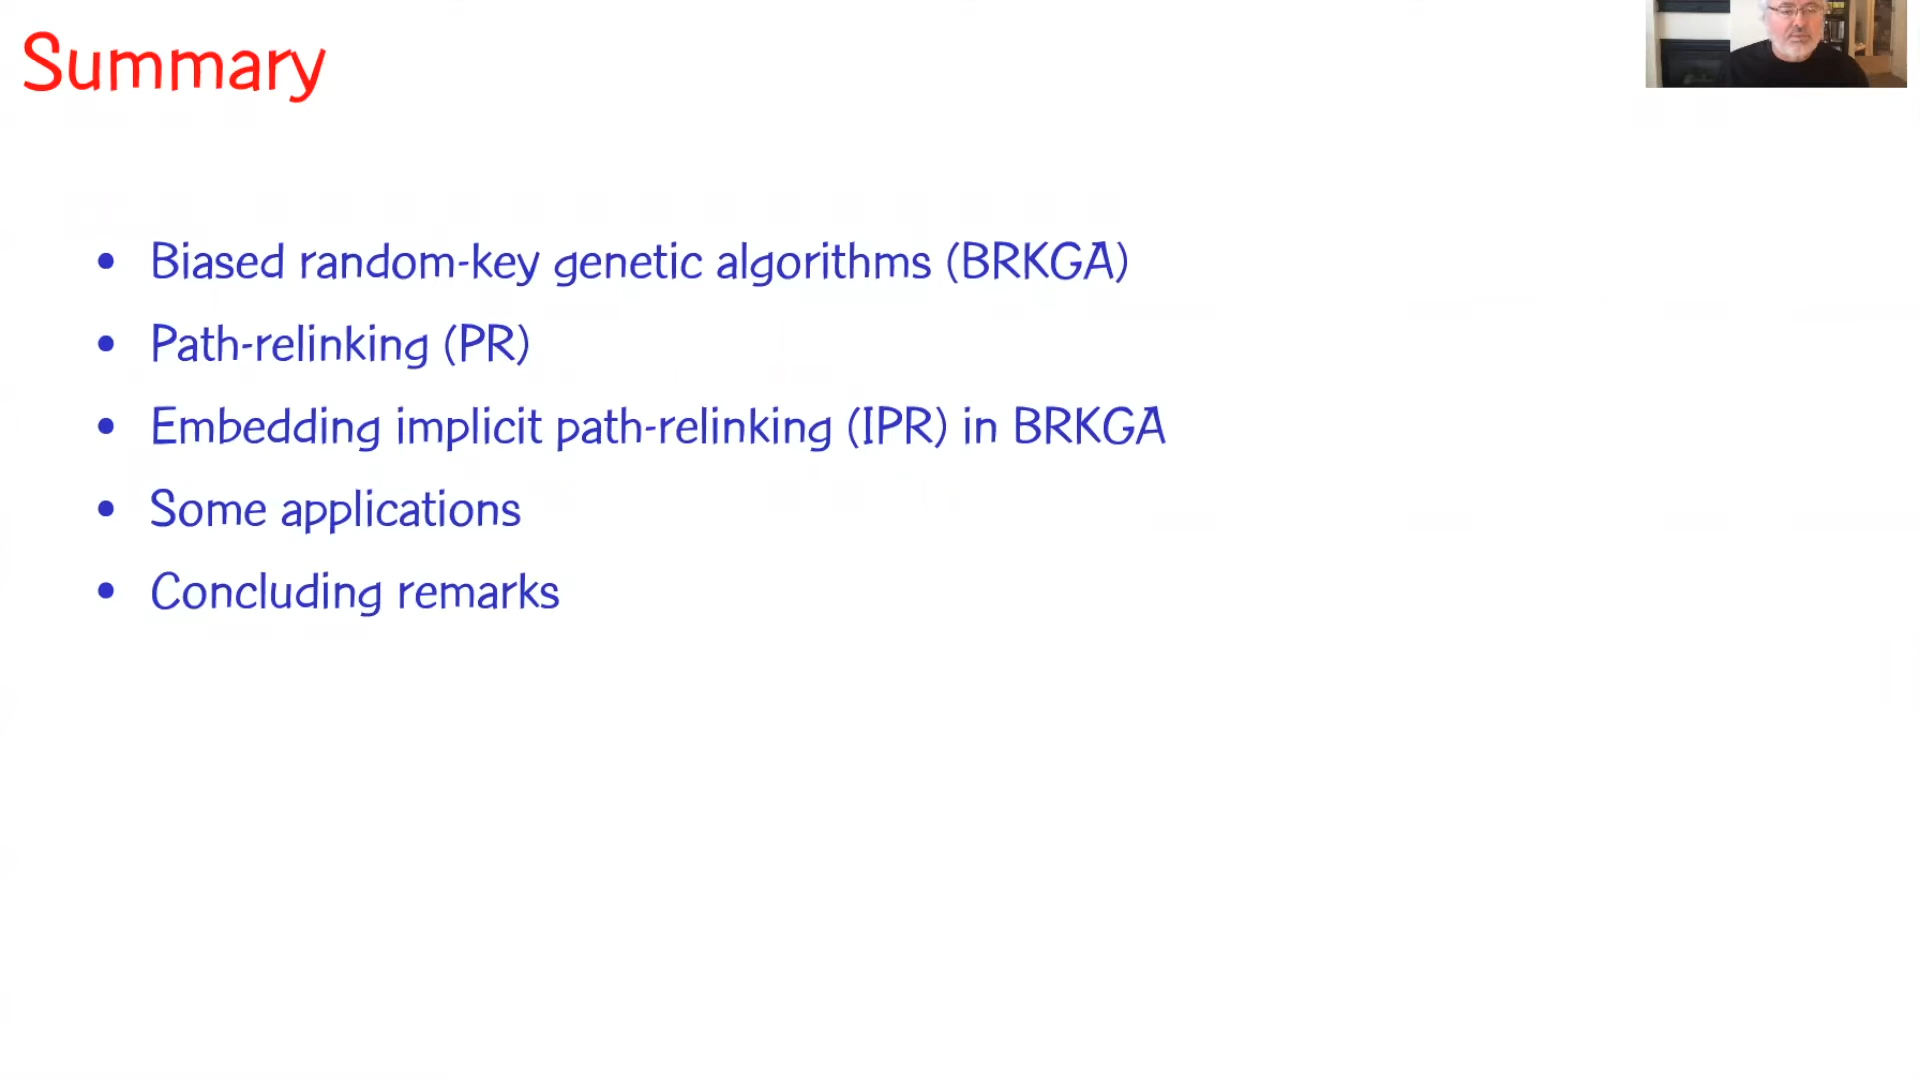 Summary
• Biased random-key genetic algorithms (BRKGA)
• Path-relinking (PR)
• Embedding implicit path-relinking (IPR) in BRKGA
• Some applications
• Concluding remarks